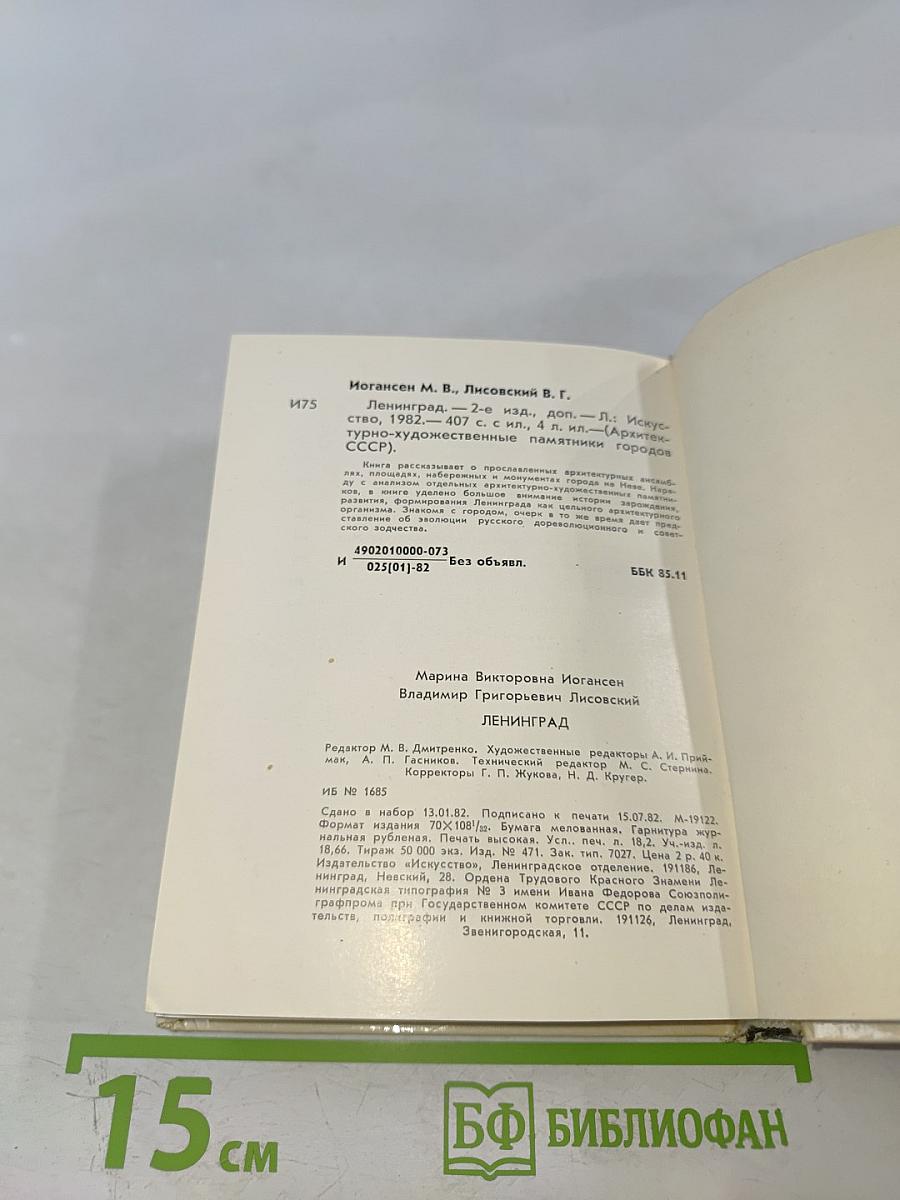 Иогансен М. В., Лисовский В. Г.
И75 Ленинград. — 2-е изд., доп. — Л.: Искус-
ство, 1982.— 407 с. с ил., 4 л. ил.—(Архитек-
турно-художественные памятники городов
СССР).
Книга рассказывает о прославленных архитектурных ансамб-
лях, площадях, набережных и монументах города на Неве. Наря-
ду с анализом отдельных архитектурно-художественных памятни-
ков, в книге уделено большое внимание истории зарождения,
развития, формирования Ленинграда как цельного архитектурного
организма. Знакомя с городом, очерк в то же время дает пред-
ставление об эволюции русского дореволюционного и совет-
ского зодчества.
4902010000-073
И Без объявл.
025(01)-82
ББК 85.11
Марина Викторовна Иогансен
Владимир Григорьевич Лисовский
ЛЕНИНГРАД
Редактор М. В. Дмитренко. Художественные редакторы А. И. Прий-
мак, А. П. Гасников. Технический редактор М. С. Стернина.
Корректоры Г. П. Жукова, Н. Д. Кругер.
ИБ № 1685
Сдано в набор 13.01.82. Подписано к печати 15.07.82. М-19122.
Формат издания 70×108¹/₃₂. Бумага мелованная. Гарнитура жур-
нальная рубленая. Печать высокая. Усл.. печ. л. 18,2. Уч.-изд. л.
18,66. Тираж 50 000 экз. Изд. № 471. Зак. тип. 7027. Цена 2 р. 40 к.
Издательство «Искусство», Ленинградское отделение. 191186, Ле-
нинград, Невский, 28. Ордена Трудового Красного Знамени Ле-
нинградская типография № 3 имени Ивана Федорова Союзполи-
графпрома при Государственном комитете СССР по делам изда-
тельств, полиграфии и книжной торговли. 191126, Ленинград,
Звенигородская, 11.
15 см
БФ БИБЛИОФАН